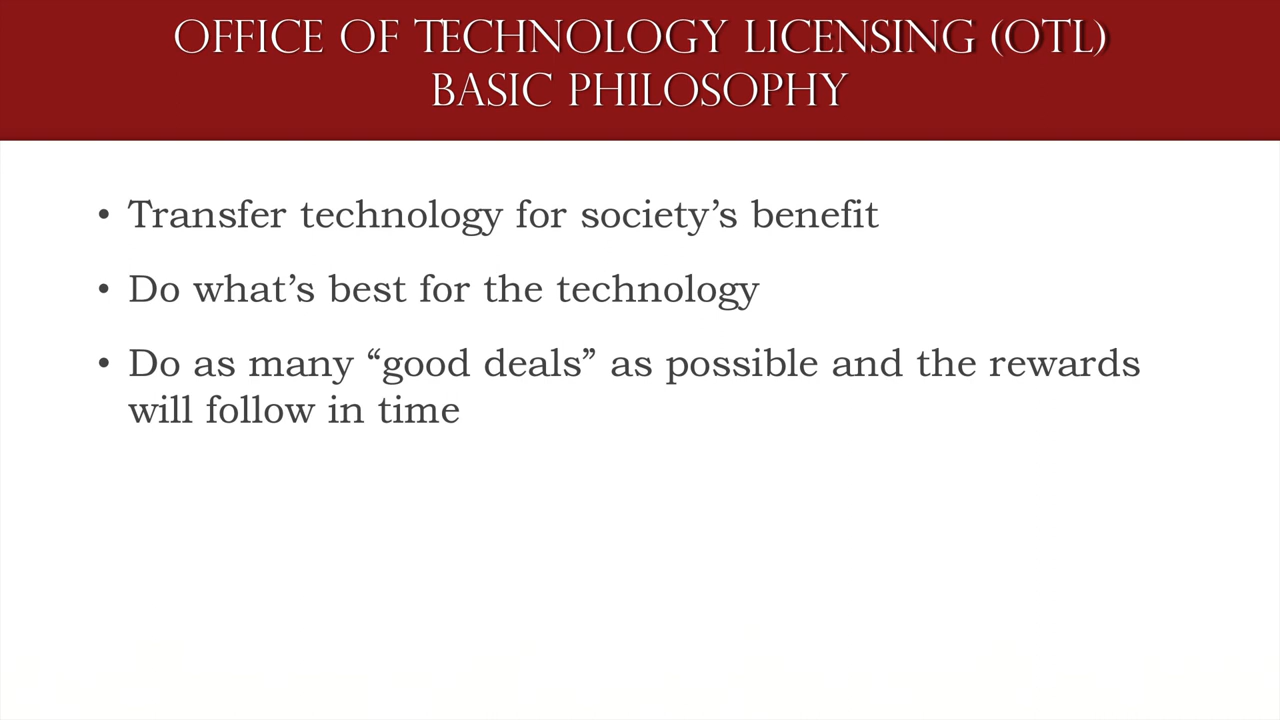 OFFICE OF TECHNOLOGY LICENSING (OTL)
BASIC PHILOSOPHY
• Transfer technology for society’s benefit
• Do what’s best for the technology
• Do as many “good deals” as possible and the rewards
will follow in time